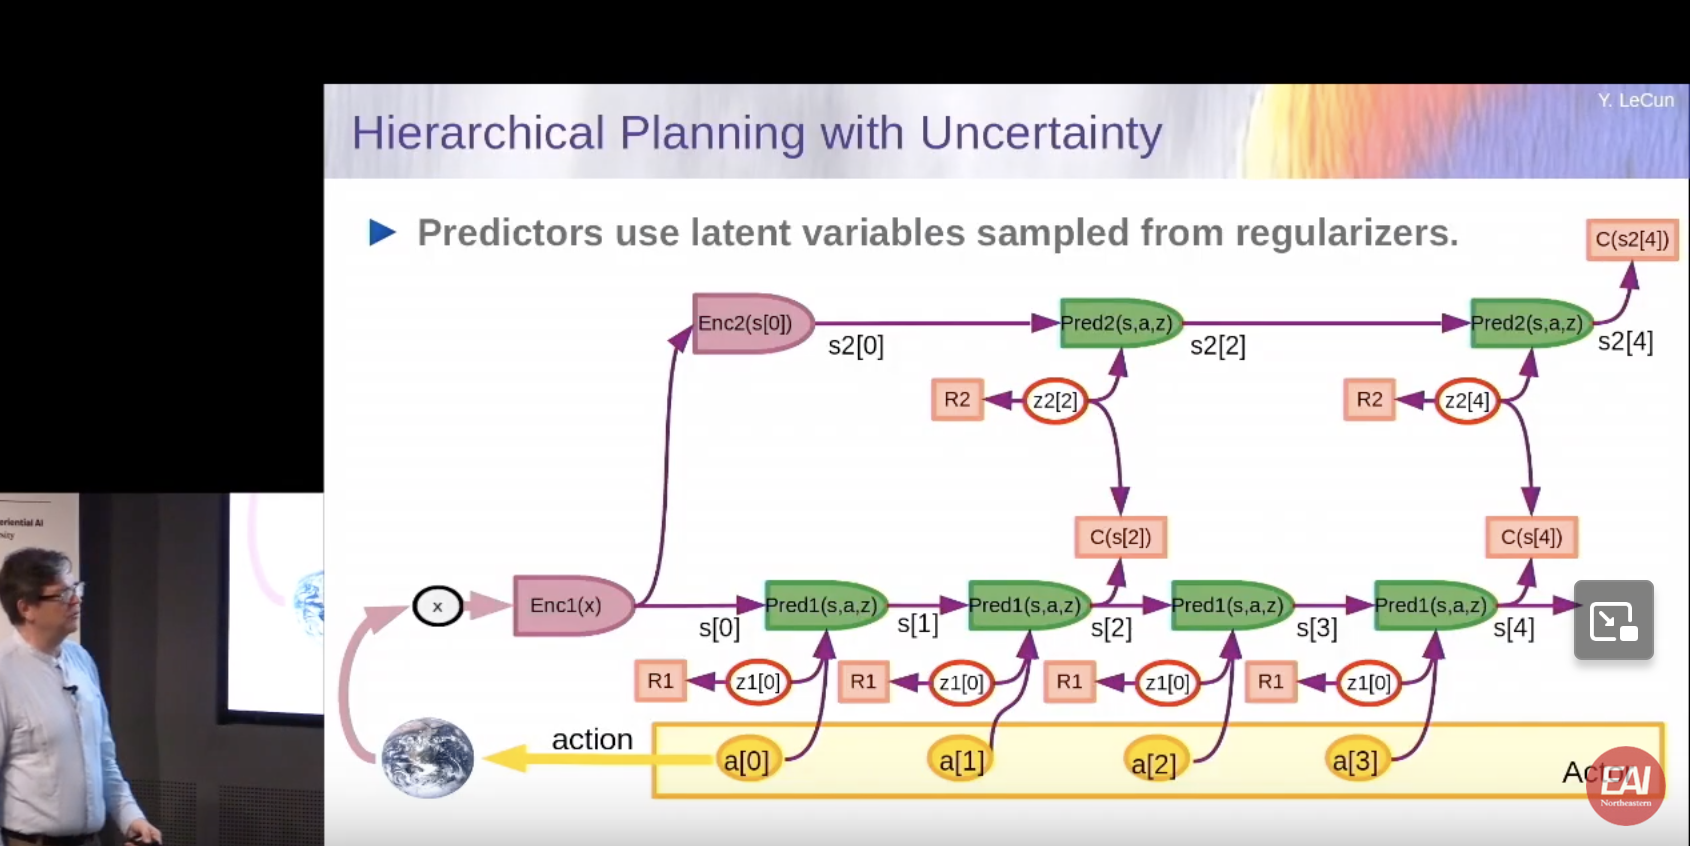 Y. LeCun
Hierarchical Planning with Uncertainty
Predictors use latent variables sampled from regularizers.
C(s2[4])
Enc2(s[0])
s2[0]
Pred2(s,a,z)
s2[2]
Pred2(s,a,z)
s2[4]
R2
z2[2]
R2
z2[4]
C(s[2])
C(s[4])
x
Enc1(x)
s[0]
Pred1(s,a,z)
s[1]
Pred1(s,a,z)
s[2]
Pred1(s,a,z)
s[3]
Pred1(s,a,z)
s[4]
R1
z1[0]
R1
z1[0]
R1
z1[0]
R1
z1[0]
action
a[0]
a[1]
a[2]
a[3]
EAI
Northeastern
eriential AI